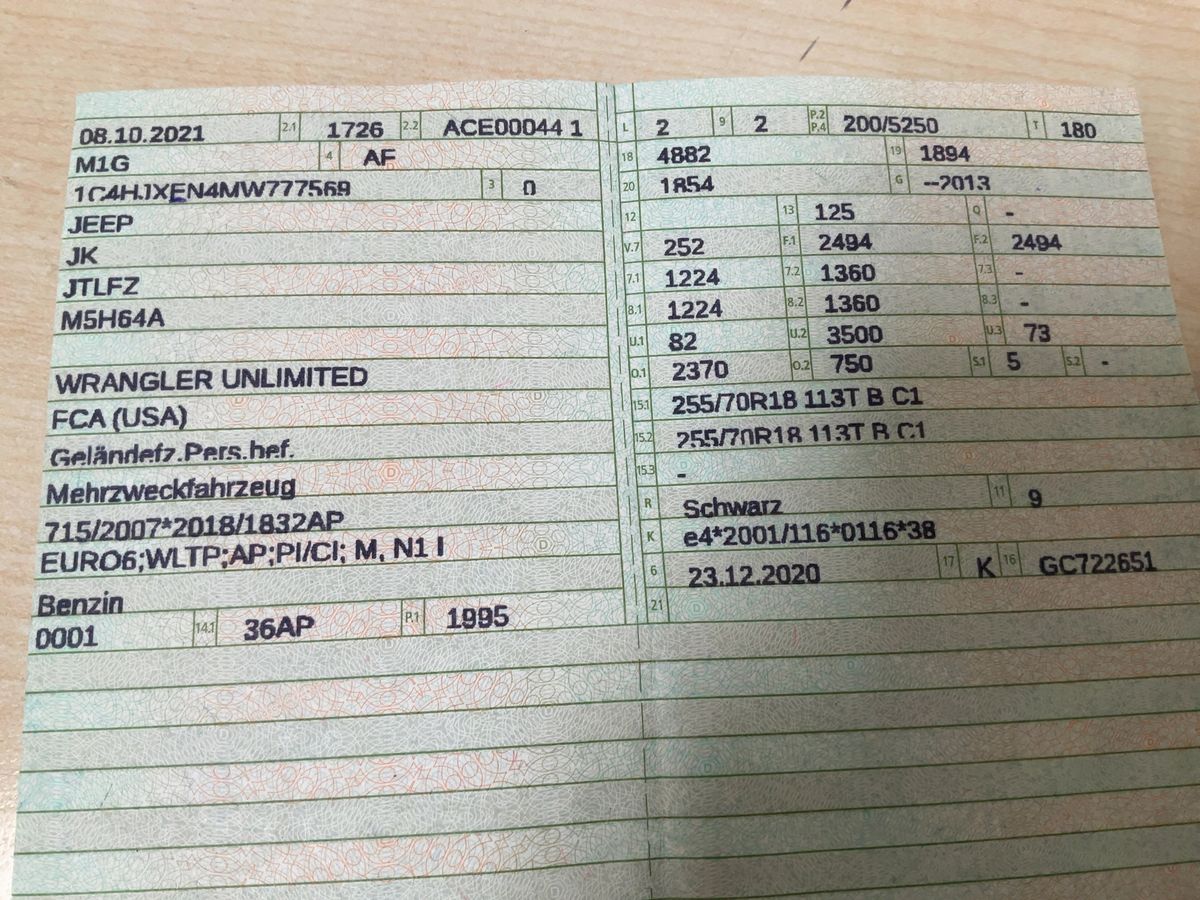 08.10.2021 2.1 1726 2.2 ACE00044 1
M1G 4 AF
1C4HJXEN4MW777569 3 0
JEEP
JK
JTLFZ
M5H64A
WRANGLER UNLIMITED
FCA (USA)
Geländefz.Pers.bef.
Mehrzweckfahrzeug
715/2007*2018/1832AP
EURO6;WLTP;AP;PI/CI; M, N1 I
Benzin
0001 14.1 36AP P.1 1995
L 2 9 2 P.2 P.4 200/5250 T 180
18 4882 19 1894
20 1854 G --2013
12 13 125 Q -
V.7 252 F.1 2494 F.2 2494
7.1 1224 7.2 1360 7.3 -
8.1 1224 8.2 1360 8.3 -
U.1 82 U.2 3500 U.3 73
O.1 2370 O.2 750 S.1 5 S.2 -
15.1 255/70R18 113T B C1
15.2 255/70R18 113T B C1
15.3 -
R Schwarz 11 9
K e4*2001/116*0116*38
6 23.12.2020 17 K 16 GC722651
21